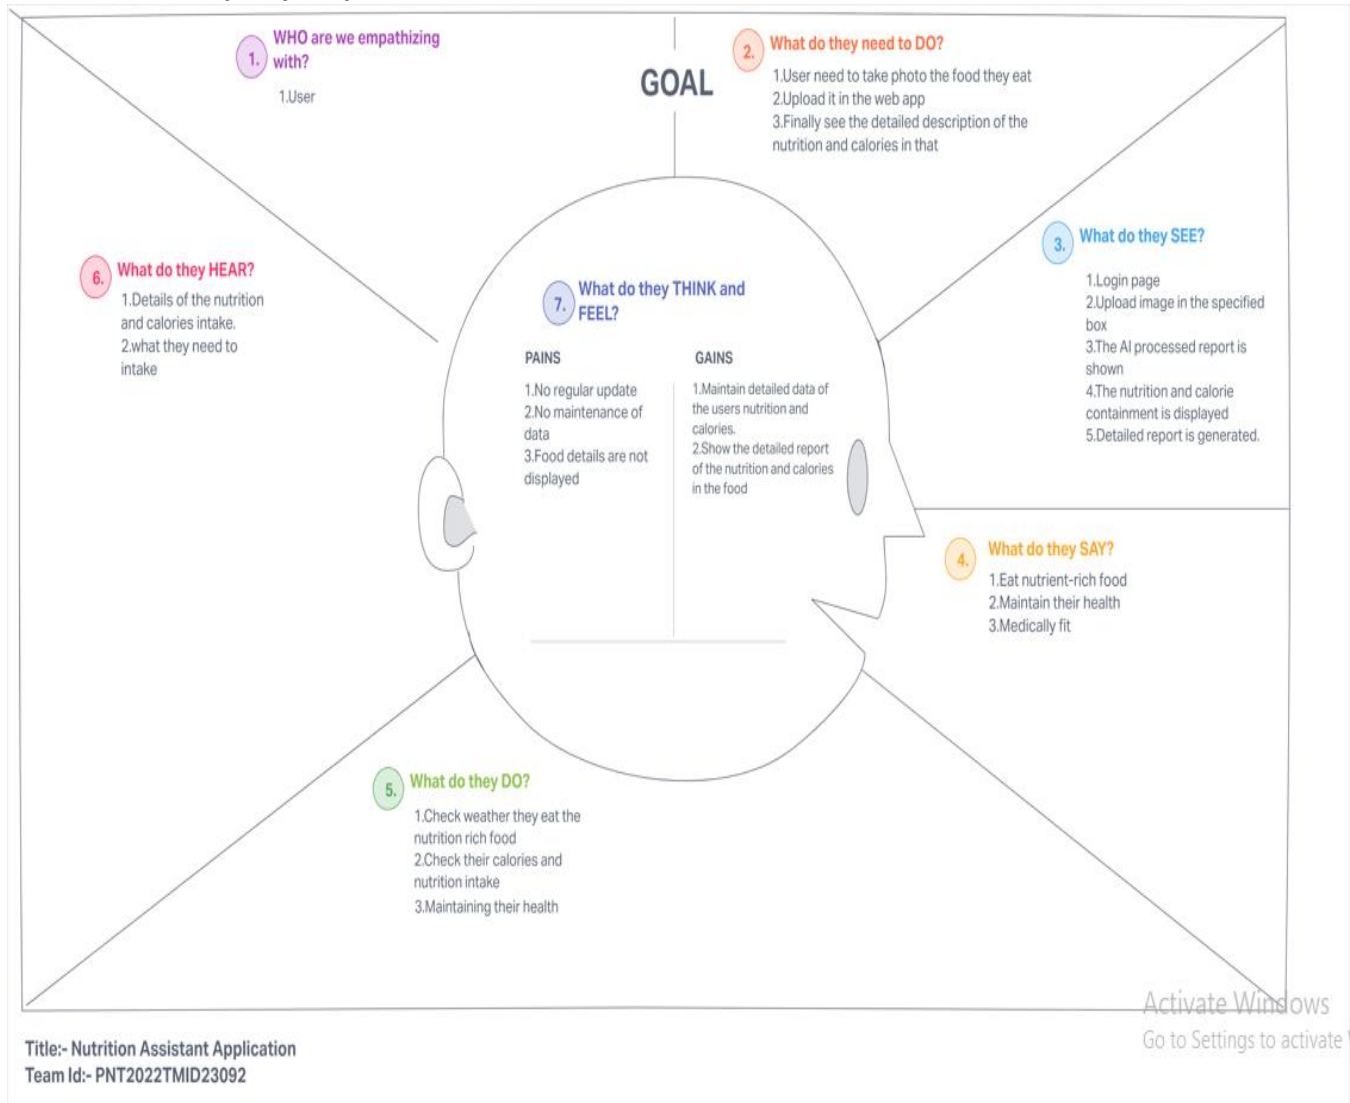 1.
WHO are we empathizing
with?
1.User
GOAL
2.
What do they need to DO?
1.User need to take photo the food they eat
2.Upload it in the web app
3.Finally see the detailed description of the
nutrition and calories in that
3.
What do they SEE?
1.Login page
2.Upload image in the specified
box
3.The AI processed report is
shown
4.The nutrition and calorie
containment is displayed
5.Detailed report is generated.
4.
What do they SAY?
1.Eat nutrient-rich food
2.Maintain their health
3.Medically fit
5.
What do they DO?
1.Check weather they eat the
nutrition rich food
2.Check their calories and
nutrition intake
3.Maintaining their health
6.
What do they HEAR?
1.Details of the nutrition
and calories intake.
2.what they need to
intake
7.
What do they THINK and
FEEL?
PAINS
1.No regular update
2.No maintenance of
data
3.Food details are not
displayed
GAINS
1.Maintain detailed data of
the users nutrition and
calories.
2.Show the detailed report
of the nutrition and calories
in the food
Activate Windows
Go to Settings to activate
Title:- Nutrition Assistant Application
Team Id:- PNT2022TMID23092